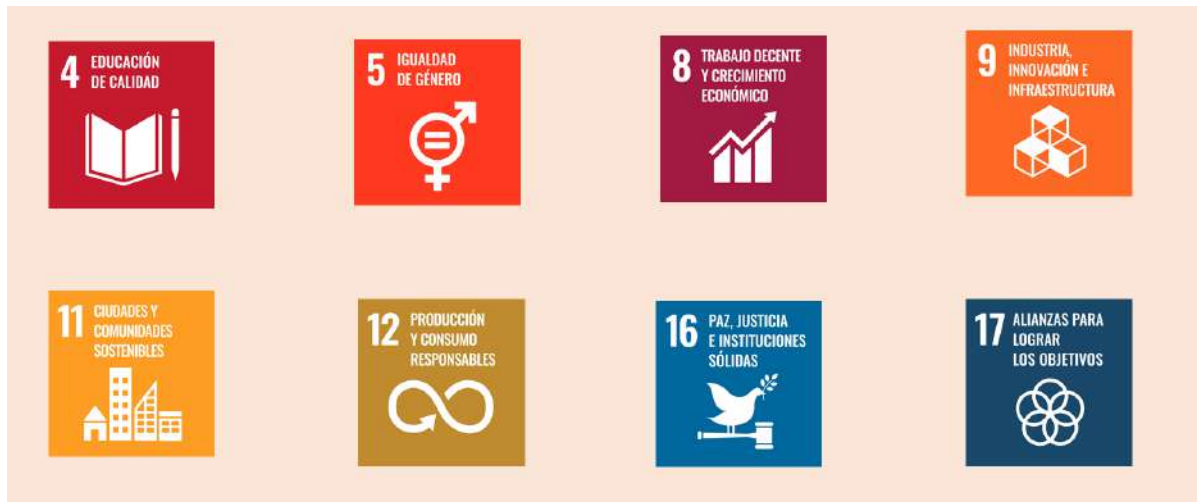 4 EDUCACIÓN
DE CALIDAD
5 IGUALDAD
DE GÉNERO
8 TRABAJO DECENTE
Y CRECIMIENTO
ECONÓMICO
9 INDUSTRIA,
INNOVACIÓN E
INFRAESTRUCTURA
11 CIUDADES Y
COMUNIDADES
SOSTENIBLES
12 PRODUCCIÓN
Y CONSUMO
RESPONSABLES
16 PAZ, JUSTICIA
E INSTITUCIONES
SÓLIDAS
17 ALIANZAS PARA
LOGRAR
LOS OBJETIVOS